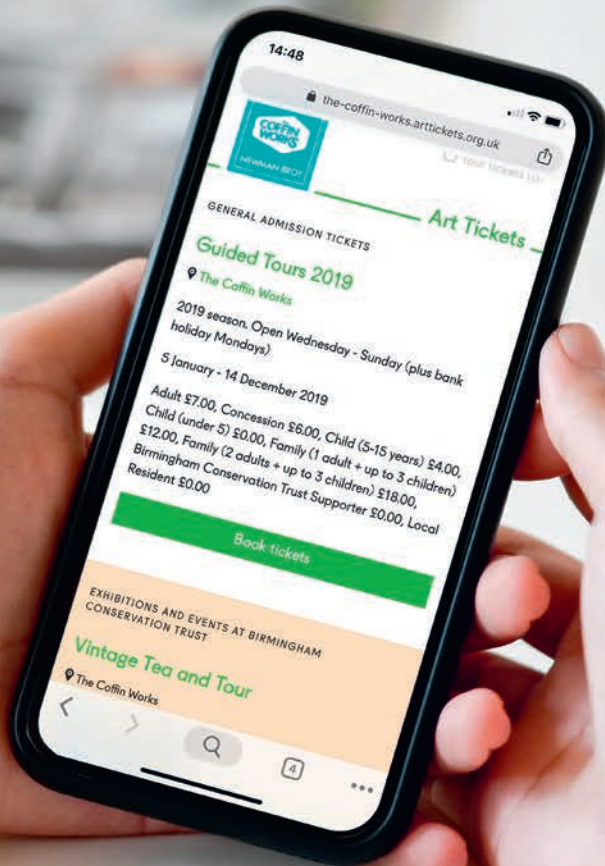 14:48
the-coffin-works.arttickets.org.uk
COFFIN
WORKS
NEWMAN BROS
Art Tickets
GENERAL ADMISSION TICKETS
Guided Tours 2019
The Coffin Works
2019 season. Open Wednesday - Sunday (plus bank
holiday Mondays)
5 January - 14 December 2019
Adult £7.00, Concession £6.00, Child (5-15 years) £4.00,
Child (under 5) £0.00, Family (1 adult + up to 3 children)
£12.00, Family (2 adults + up to 3 children) £18.00,
Birmingham Conservation Trust Supporter £0.00, Local
Resident £0.00
Book tickets
EXHIBITIONS AND EVENTS AT BIRMINGHAM
CONSERVATION TRUST
Vintage Tea and Tour
The Coffin Works
4